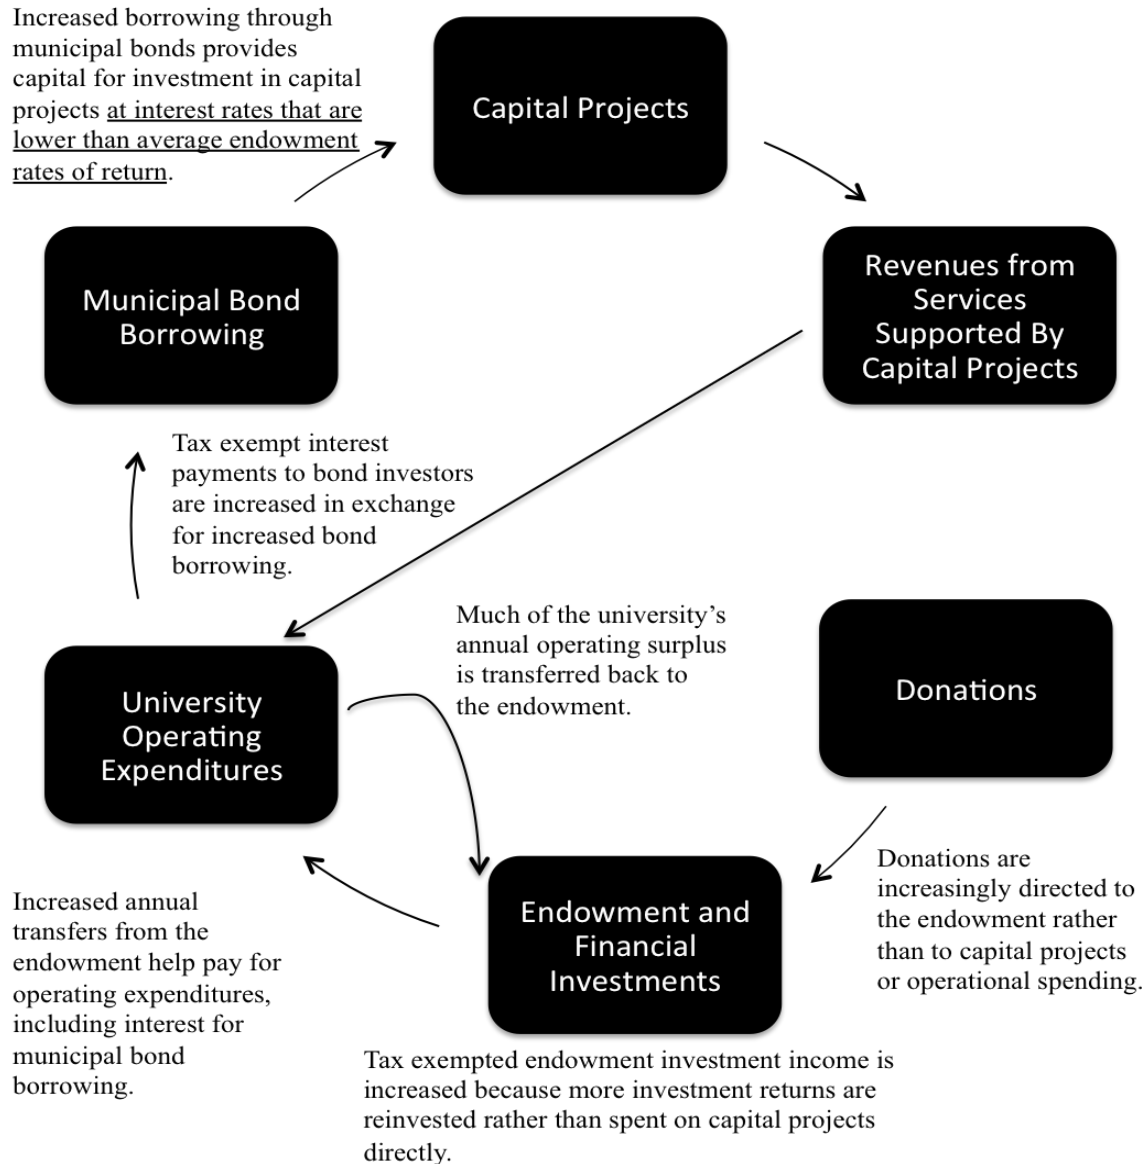 Increased borrowing through
municipal bonds provides
capital for investment in capital
projects at interest rates that are
lower than average endowment
rates of return.
Capital Projects
Municipal Bond
Borrowing
Revenues from
Services
Supported By
Capital Projects
Tax exempt interest
payments to bond investors
are increased in exchange
for increased bond
borrowing.
Much of the university’s
annual operating surplus
is transferred back to
the endowment.
University
Operating
Expenditures
Donations
Donations are
increasingly directed to
the endowment rather
than to capital projects
or operational spending.
Increased annual
transfers from the
endowment help pay for
operating expenditures,
including interest for
municipal bond
borrowing.
Endowment and
Financial
Investments
Tax exempted endowment investment income is
increased because more investment returns are
reinvested rather than spent on capital projects
directly.